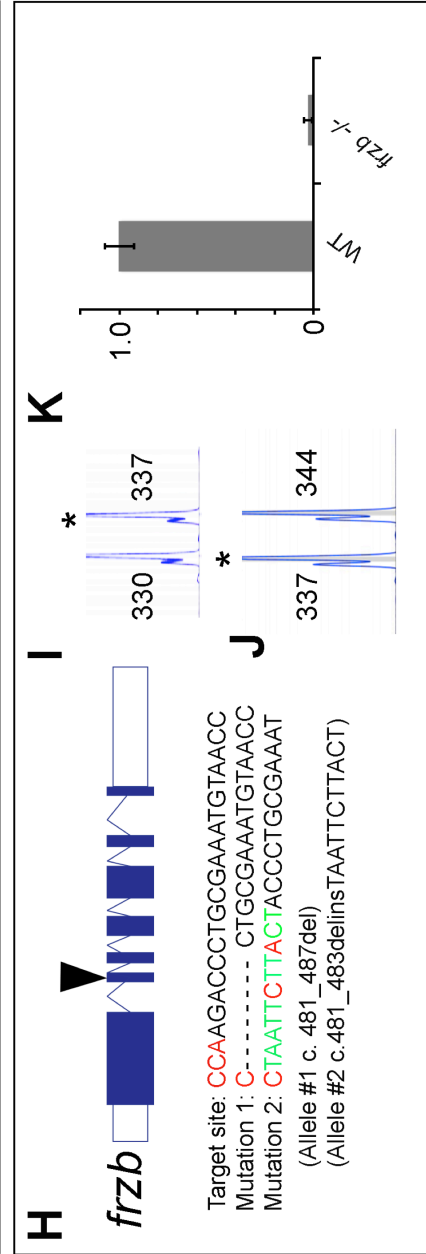 H
frzb
Target site: CCAAGACCCTGCGAAATGTAACC
Mutation 1: C-------- CTGCGAAATGTAACC
Mutation 2: CTAATTCTTACTACCCTGCGAAAT
(Allele #1 c. 481_487del)
(Allele #2 c.481_483delinsTAATTCTTACT)
I
*
330
337
J
*
337
344
K
1.0
0
WT
frzb -/-